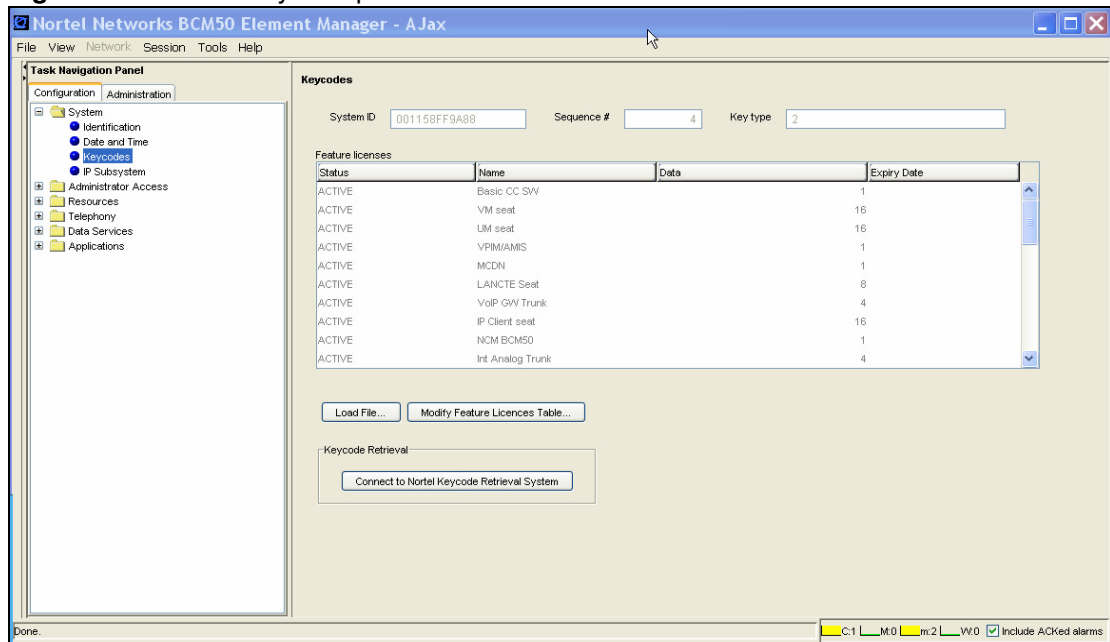 Nortel Networks BCM50 Element Manager - AJax
File View Network Session Tools Help
Task Navigation Panel
Configuration Administration
System
Identification
Date and Time
Keycodes
IP Subsystem
Administrator Access
Resources
Telephony
Data Services
Applications
Keycodes
System ID 001158FF9A88 Sequence # 4 Key type 2
Feature licenses
Status Name Data Expiry Date
ACTIVE Basic CC SW 1
ACTIVE VM seat 16
ACTIVE UM seat 16
ACTIVE VPIM/AMIS 1
ACTIVE MCDN 1
ACTIVE LANCTE Seat 8
ACTIVE VoIP GW Trunk 4
ACTIVE IP Client seat 16
ACTIVE NCM BCM50 1
ACTIVE Int Analog Trunk 4
Load File... Modify Feature Licences Table...
Keycode Retrieval
Connect to Nortel Keycode Retrieval System
Done. C:1 M:0 m:2 W:0 Include ACKed alarms